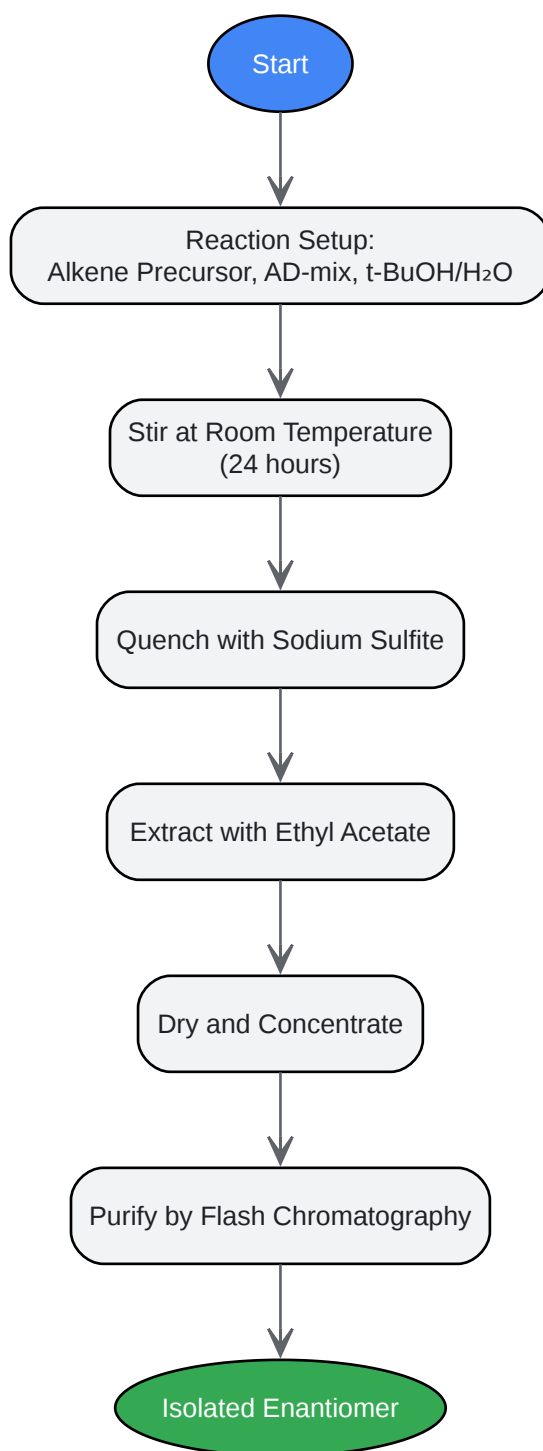 Start
Reaction Setup:
Alkene Precursor, AD-mix, t-BuOH/H₂O
Stir at Room Temperature
(24 hours)
Quench with Sodium Sulfite
Extract with Ethyl Acetate
Dry and Concentrate
Purify by Flash Chromatography
Isolated Enantiomer